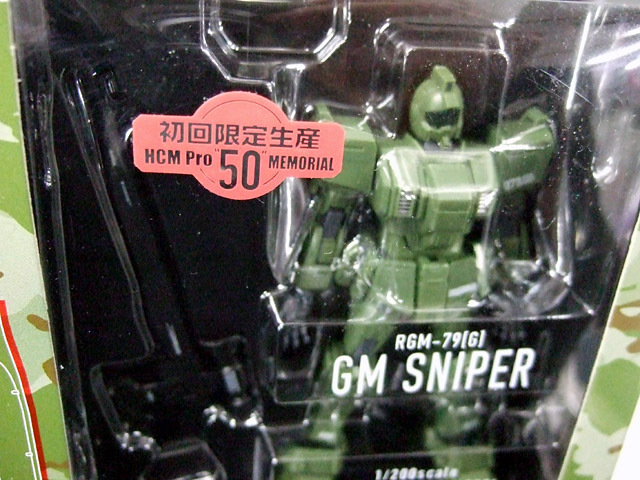 初回限定生産
HCM Pro "50" MEMORIAL
RGM-79[G]
GM SNIPER
1/200scale